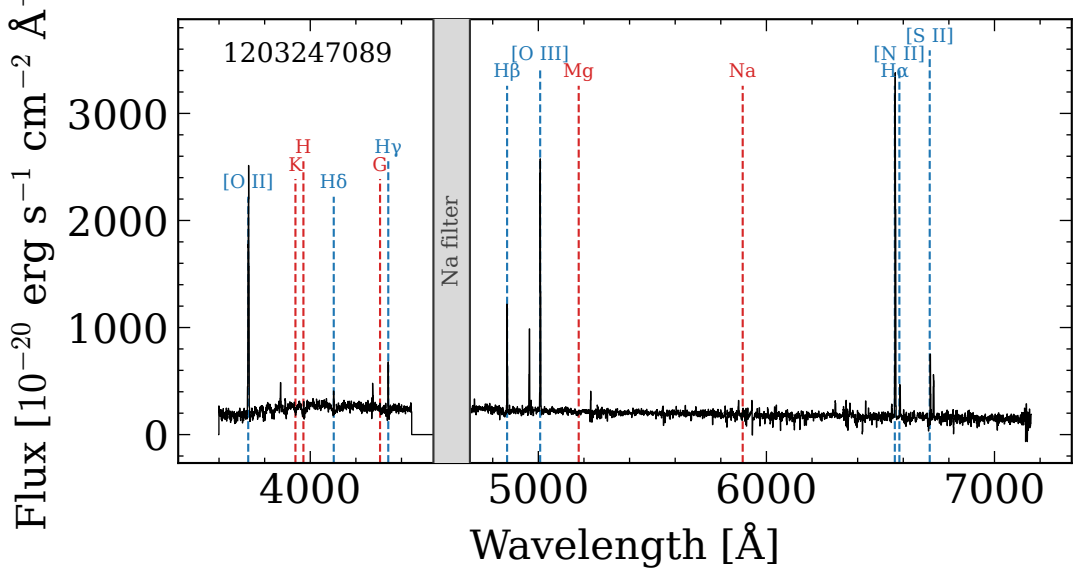 1203247089
[S II]
[O III]
[N II]
Hβ
Mg
Na
Hα
H
Hγ
K
G
[O II]
Hδ
Na filter
3000
2000
1000
0
4000
5000
6000
7000
Wavelength [Å]
Flux [10⁻²⁰ erg s⁻¹ cm⁻² Å⁻